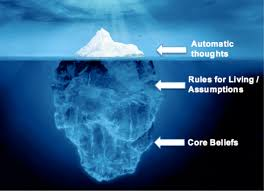 Automatic
thoughts
Rules for Living /
Assumptions
Core Beliefs